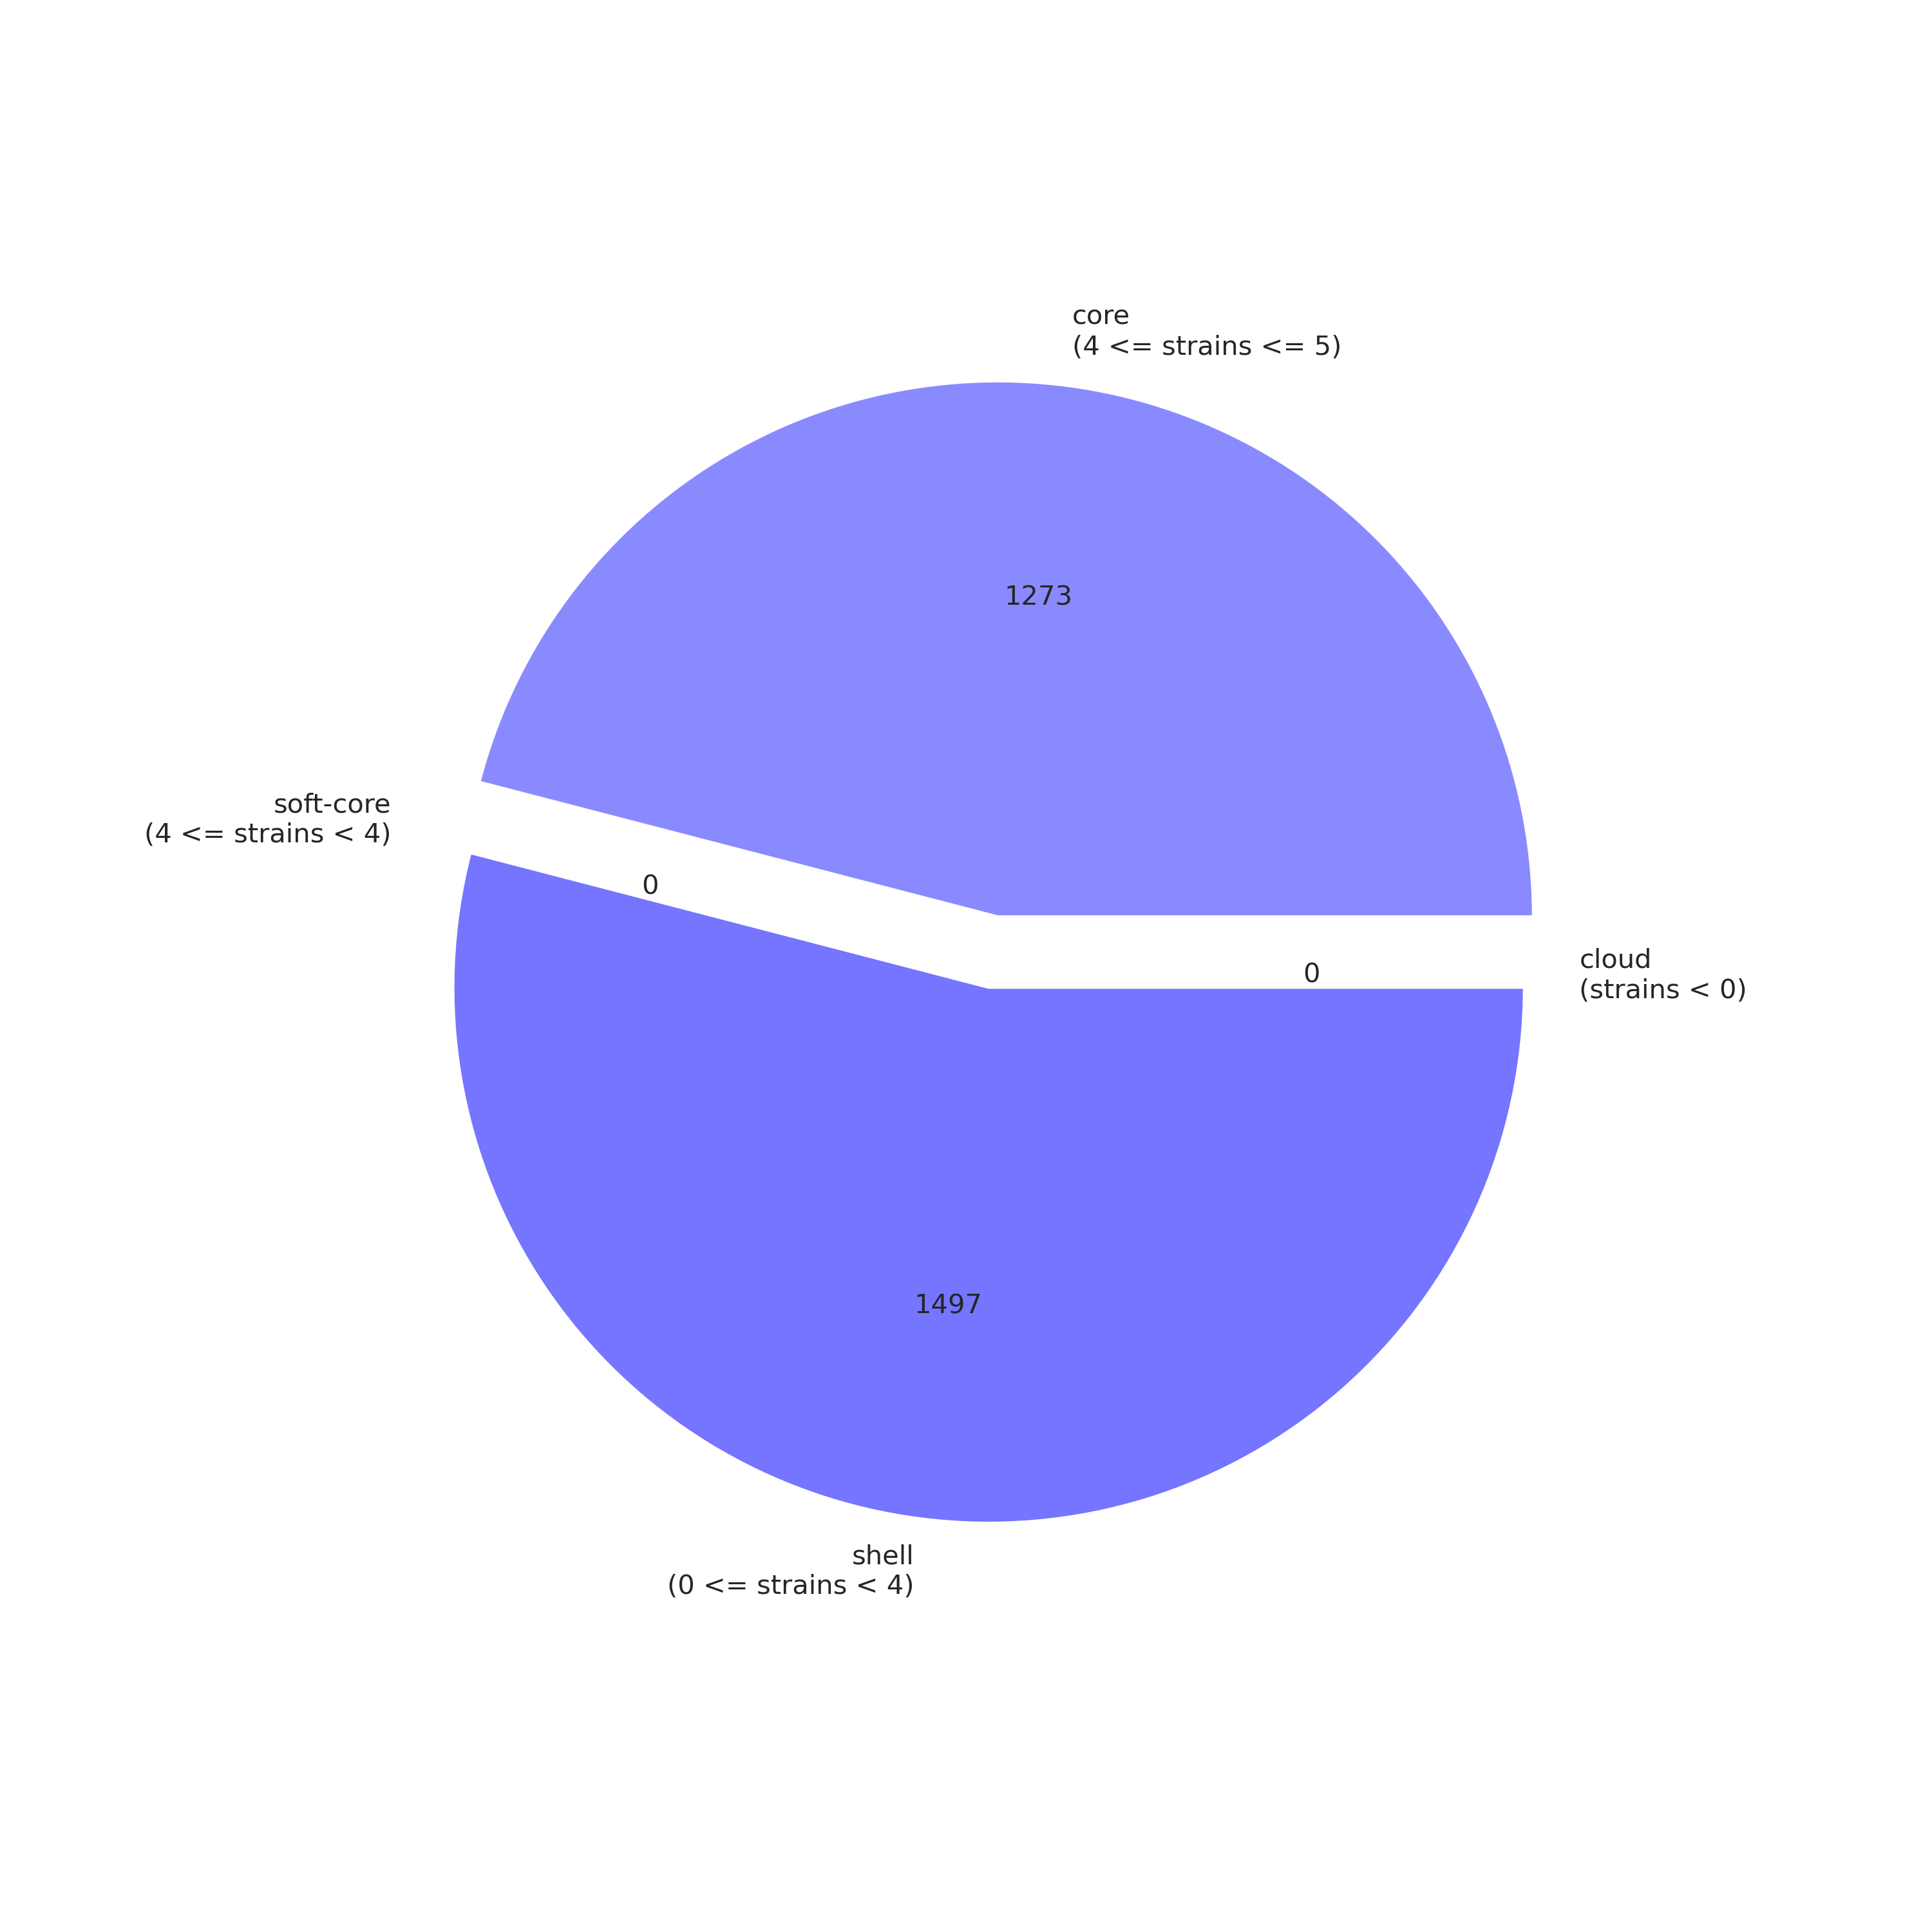 core
(4 <= strains <= 5)
1273
soft-core
(4 <= strains < 4)
0
cloud
(strains < 0)
0
1497
shell
(0 <= strains < 4)